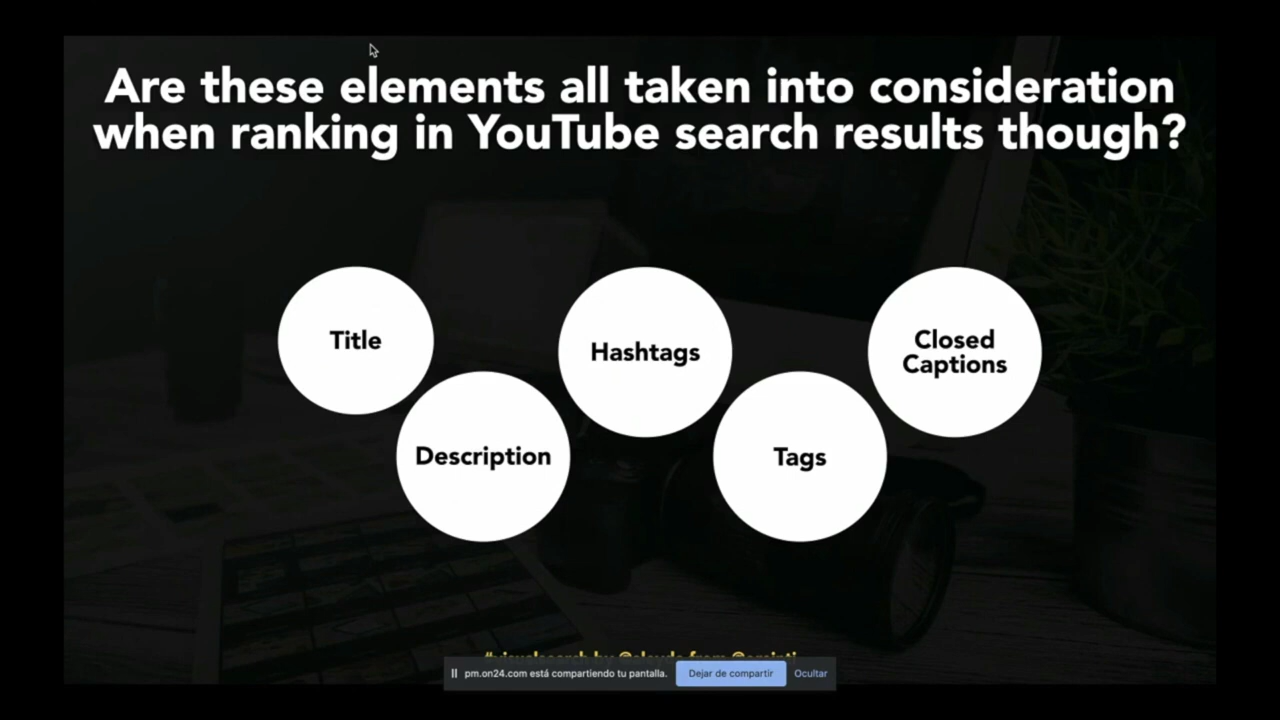 Are these elements all taken into consideration
when ranking in YouTube search results though?
Title
Hashtags
Closed
Captions
Description
Tags
pm.on24.com está compartiendo tu pantalla.
Dejar de compartir
Ocultar